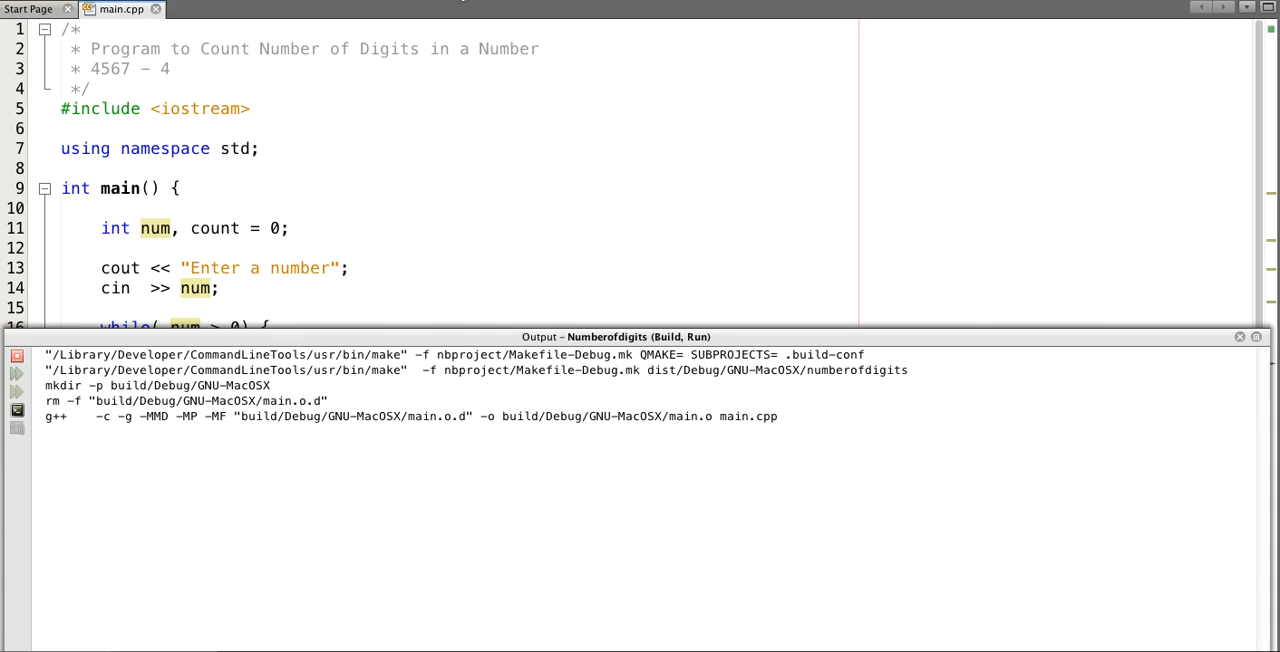 Start Page main.cpp
1 /*
2 * Program to Count Number of Digits in a Number
3 * 4567 – 4
4 */
5 #include <iostream>
6
7 using namespace std;
8
9 int main() {
10
11 int num, count = 0;
12
13 cout << "Enter a number";
14 cin >> num;
15
16 while( num > 0) {
Output – Numberofdigits (Build, Run)
"/Library/Developer/CommandLineTools/usr/bin/make" -f nbproject/Makefile-Debug.mk QMAKE= SUBPROJECTS= .build-conf
"/Library/Developer/CommandLineTools/usr/bin/make" -f nbproject/Makefile-Debug.mk dist/Debug/GNU-MacOSX/numberofdigits
mkdir -p build/Debug/GNU-MacOSX
rm -f "build/Debug/GNU-MacOSX/main.o.d"
g++ -c -g -MMD -MP -MF "build/Debug/GNU-MacOSX/main.o.d" -o build/Debug/GNU-MacOSX/main.o main.cpp